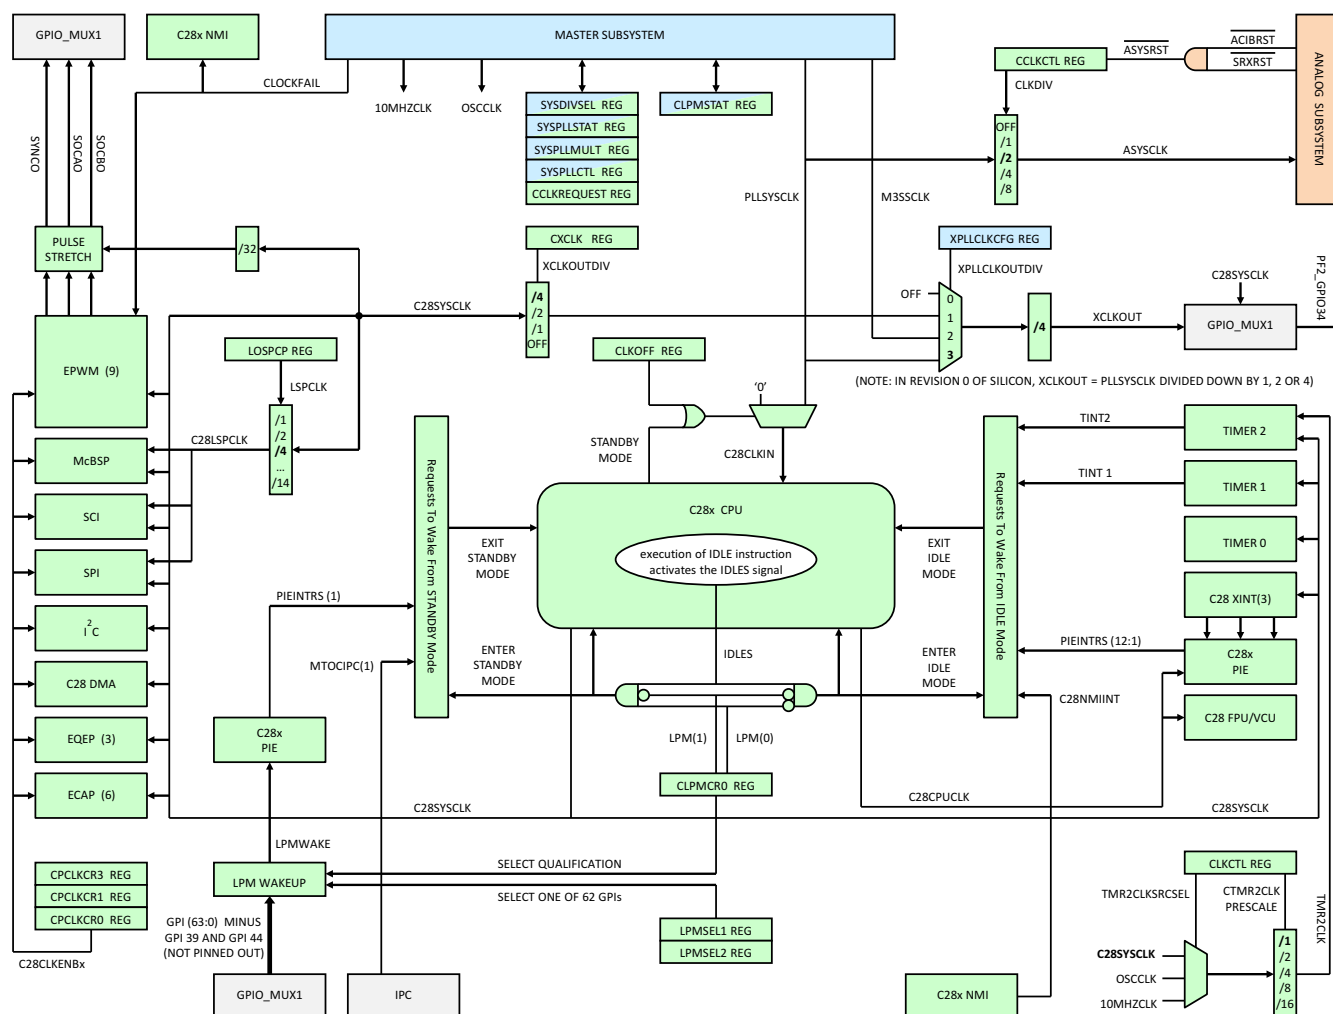 GPIO_MUX1
C28x NMI
MASTER SUBSYSTEM
ANALOG SUBSYSTEM
CLOCKFAIL
10MHZCLK
OSCCLK
SYSDIVSEL REG
SYSPLLSTAT REG
SYSPLLMULT REG
SYSPLLCTL REG
CCLKREQUEST REG
CLPMSTAT REG
CCLKCTL REG
ASYSRST
ACIBRST
SRXRST
CLKDIV
OFF
/1
/2
/4
/8
ASYSCLK
PLLSYSCLK
M3SSCLK
SYNCO
SOCAO
SOCBO
PULSE
STRETCH
/32
CXCLK REG
XCLKOUTDIV
/4
/2
/1
OFF
C28SYSCLK
XPLLCLKCFG REG
XPLLCLKOUTDIV
OFF
0
1
2
3
/4
XCLKOUT
C28SYSCLK
GPIO_MUX1
PF2_GPIO34
(NOTE: IN REVISION 0 OF SILICON, XCLKOUT = PLLSYSCLK DIVIDED DOWN BY 1, 2 OR 4)
EPWM (9)
LOSPCP REG
LSPCLK
/1
/2
/4
...
/14
C28LSPCLK
CLKOFF REG
'0'
STANDBY
MODE
C28CLKIN
McBSP
SCI
SPI
I2C
C28 DMA
EQEP (3)
ECAP (6)
Requests To Wake From STANDBY Mode
C28x CPU
execution of IDLE instruction
activates the IDLES signal
EXIT
STANDBY
MODE
EXIT
IDLE
MODE
Requests To Wake From IDLE Mode
TINT2
TINT 1
TIMER 2
TIMER 1
TIMER 0
C28 XINT(3)
PIEINTRS (12:1)
C28x
PIE
C28 FPU/VCU
C28NMIINT
PIEINTRS (1)
MTOCIPC(1)
ENTER
STANDBY
MODE
IDLES
ENTER
IDLE
MODE
LPM(1)
LPM(0)
CLPMCR0 REG
C28x
PIE
C28SYSCLK
C28CPUCLK
C28SYSCLK
LPMWAKE
LPM WAKEUP
SELECT QUALIFICATION
SELECT ONE OF 62 GPIs
LPMSEL1 REG
LPMSEL2 REG
CPCLKCR3 REG
CPCLKCR1 REG
CPCLKCR0 REG
C28CLKENBx
GPI (63:0) MINUS
GPI 39 AND GPI 44
(NOT PINNED OUT)
GPIO_MUX1
IPC
C28x NMI
CLKCTL REG
TMR2CLKSRCSEL
CTMR2CLK
PRESCALE
C28SYSCLK
OSCCLK
10MHZCLK
/1
/2
/4
/8
/16
TMR2CLK